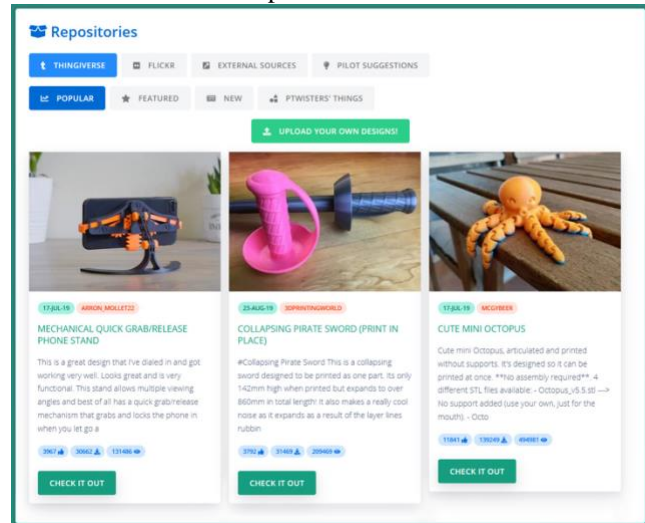 Repositories
THINGIVERSE FLICKR EXTERNAL SOURCES PILOT SUGGESTIONS
POPULAR FEATURED NEW PTWISTERS' THINGS
UPLOAD YOUR OWN DESIGNS!
17-JUL-19 ARRON_MOLLET22
MECHANICAL QUICK GRAB/RELEASE
PHONE STAND
This is a great design that I've dialed in and got
working very well. Looks great and is very
functional. This stand allows multiple viewing
angles and best of all has a quick grab/release
mechanism that grabs and locks the phone in
when you let go a
3967 30862 131486
CHECK IT OUT
25-AUG-19 3DPRINTINGWORLD
COLLAPSING PIRATE SWORD (PRINT IN
PLACE)
#Collapsing Pirate Sword This is a collapsing
sword designed to be printed as one part. Its only
142mm high when printed but expands to over
860mm in total length! It also makes a really cool
noise as it expands as a result of the layer lines
rubbin
3792 31469 209469
CHECK IT OUT
17-JUL-19 MCGYBEER
CUTE MINI OCTOPUS
Cute mini Octopus, articulated and printed
without supports. It's designed so it can be
printed at once. **No assembly required**. 4
different STL files available: - Octopus_v5.5.stl --->
No support added (use your own, just for the
mouth). - Octo
11841 139249 494981
CHECK IT OUT